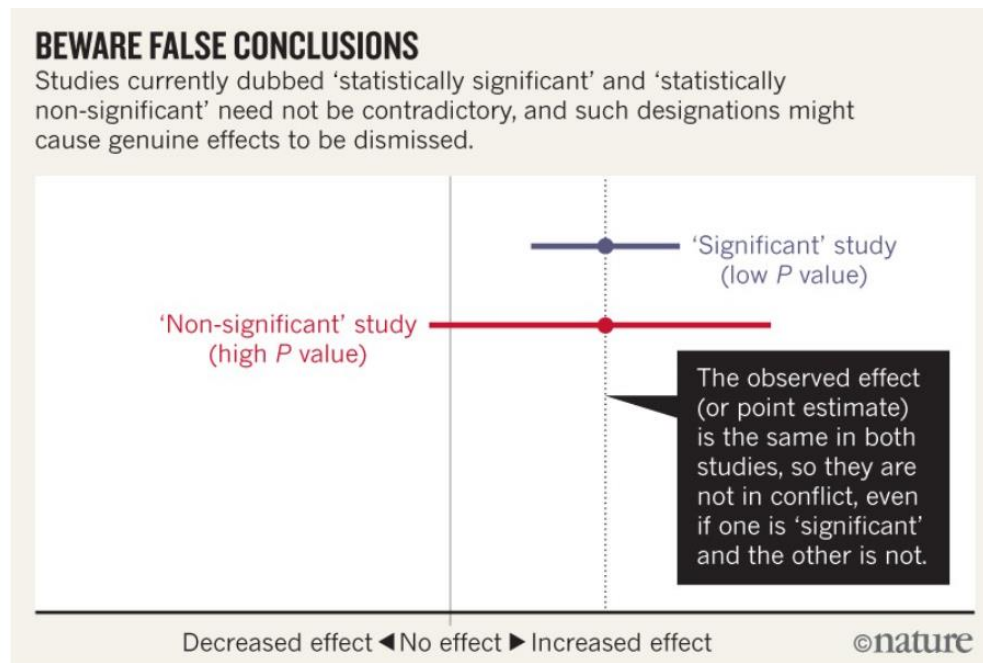 BEWARE FALSE CONCLUSIONS
Studies currently dubbed ‘statistically significant’ and ‘statistically
non-significant’ need not be contradictory, and such designations might
cause genuine effects to be dismissed.
‘Significant’ study
(low P value)
‘Non-significant’ study
(high P value)
The observed effect
(or point estimate)
is the same in both
studies, so they are
not in conflict, even
if one is ‘significant’
and the other is not.
Decreased effect ◀ No effect ▶ Increased effect
©nature